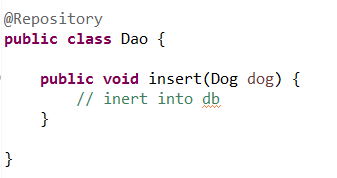 @Repository
public class Dao {
public void insert(Dog dog) {
// inert into db
}
}